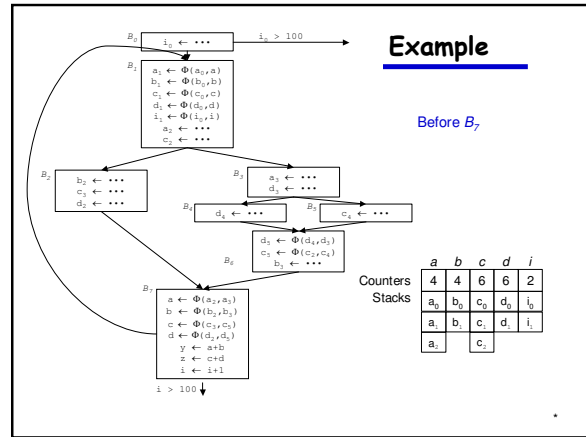 Example
Before B₇
B₀
i₀ ← •••
i₀ > 100
B₁
a₁ ← Φ(a₀,a)
b₁ ← Φ(b₀,b)
c₁ ← Φ(c₀,c)
d₁ ← Φ(d₀,d)
i₁ ← Φ(i₀,i)
a₂ ← •••
c₂ ← •••
B₂
b₂ ← •••
c₃ ← •••
d₂ ← •••
B₃
a₃ ← •••
d₃ ← •••
B₄
d₄ ← •••
B₅
c₄ ← •••
B₆
d₅ ← Φ(d₄,d₃)
c₅ ← Φ(c₂,c₄)
b₃ ← •••
B₇
a ← Φ(a₂,a₃)
b ← Φ(b₂,b₃)
c ← Φ(c₃,c₅)
d ← Φ(d₂,d₅)
y ← a+b
z ← c+d
i ← i+1
i > 100
a b c d i
Counters 4 4 6 6 2
Stacks a₀ b₀ c₀ d₀ i₀
a₁ b₁ c₁ d₁ i₁
a₂ c₂
*